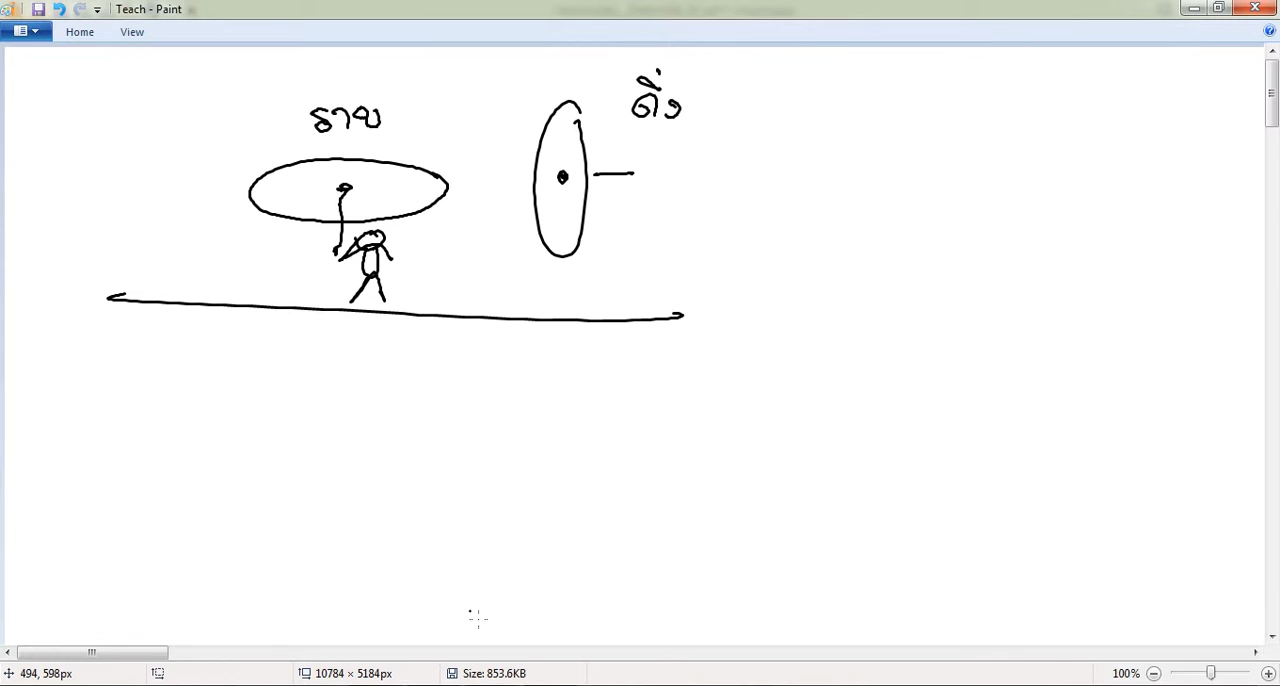 Teach - Paint
Home View
ราบ
ดิ่ง
494, 598px
10784 × 5184px
Size: 853.6KB
100%